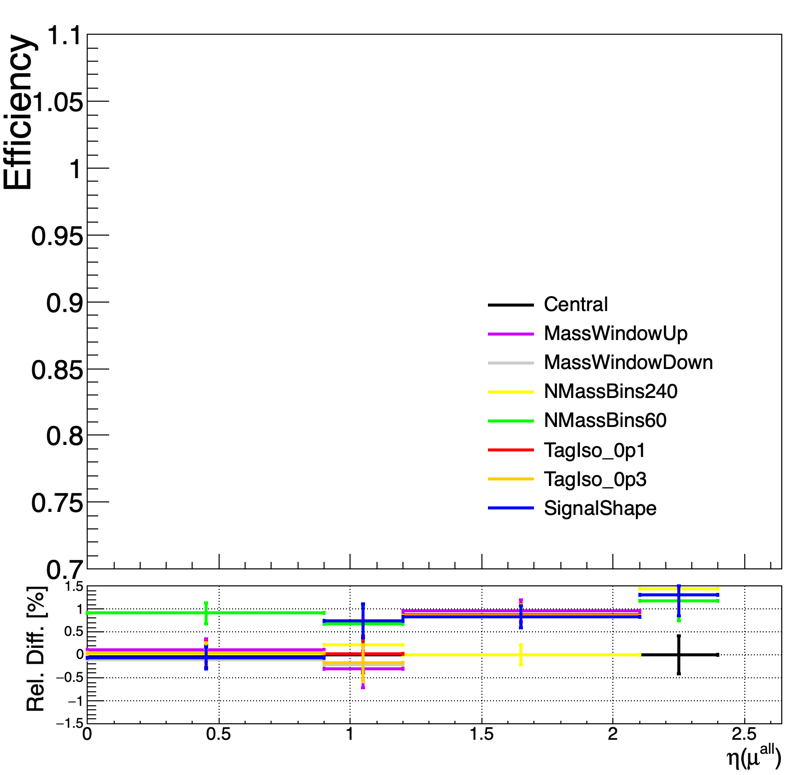 Efficiency
1.1
1.05
1
0.95
0.9
0.85
0.8
0.75
0.7
Central
MassWindowUp
MassWindowDown
NMassBins240
NMassBins60
TagIso_0p1
TagIso_0p3
SignalShape
Rel. Diff. [%]
1.5
1
0.5
0
−0.5
−1
−1.5
0 0.5 1 1.5 2 2.5
η(μ^all)